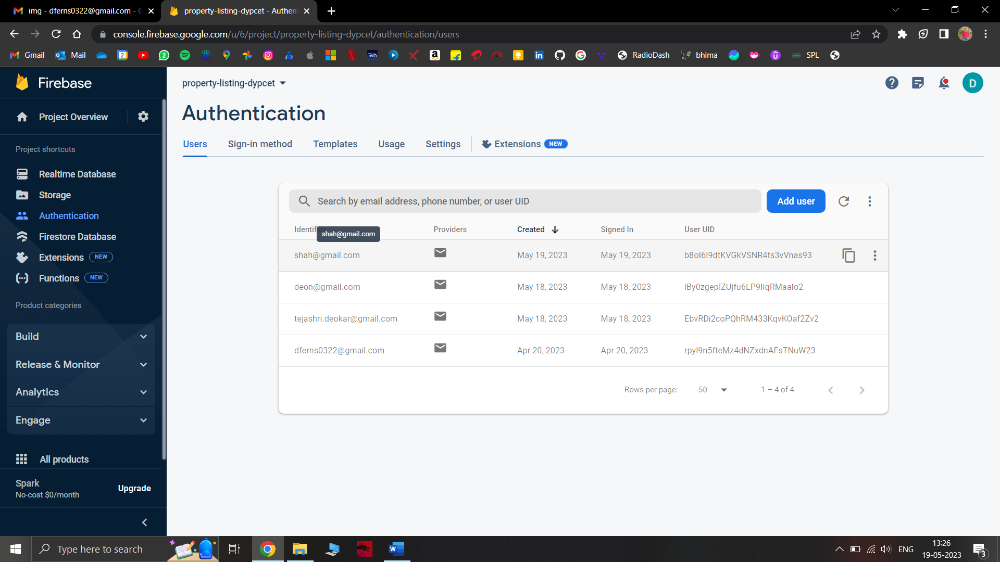 img - dferns0322@gmail.com - G
property-listing-dypcet - Authent
console.firebase.google.com/u/6/project/property-listing-dypcet/authentication/users
Gmail
Mail
RadioDash
bhima
SPL
Firebase
Project Overview
Project shortcuts
Realtime Database
Storage
Authentication
Firestore Database
Extensions NEW
Functions NEW
Product categories
Build
Release & Monitor
Analytics
Engage
All products
Spark
No-cost $0/month
Upgrade
property-listing-dypcet
D
Authentication
Users Sign-in method Templates Usage Settings Extensions NEW
Search by email address, phone number, or user UID
Add user
Identifier Providers Created Signed In User UID
shah@gmail.com
shah@gmail.com May 19, 2023 May 19, 2023 b8oI6I9dtKVGkVSNR4ts3vVnas93
deon@gmail.com May 18, 2023 May 18, 2023 iBy0zgepIZUjfu6LP9IiqRMaaIo2
tejashri.deokar@gmail.com May 18, 2023 May 18, 2023 EbvRDi2coPQhRM433KqvKOaf2Zv2
dferns0322@gmail.com Apr 20, 2023 Apr 20, 2023 rpyI9n5fteMz4dNZxdnAFsTNuW23
Rows per page: 50 1 – 4 of 4
Type here to search
ENG
13:26
19-05-2023
3